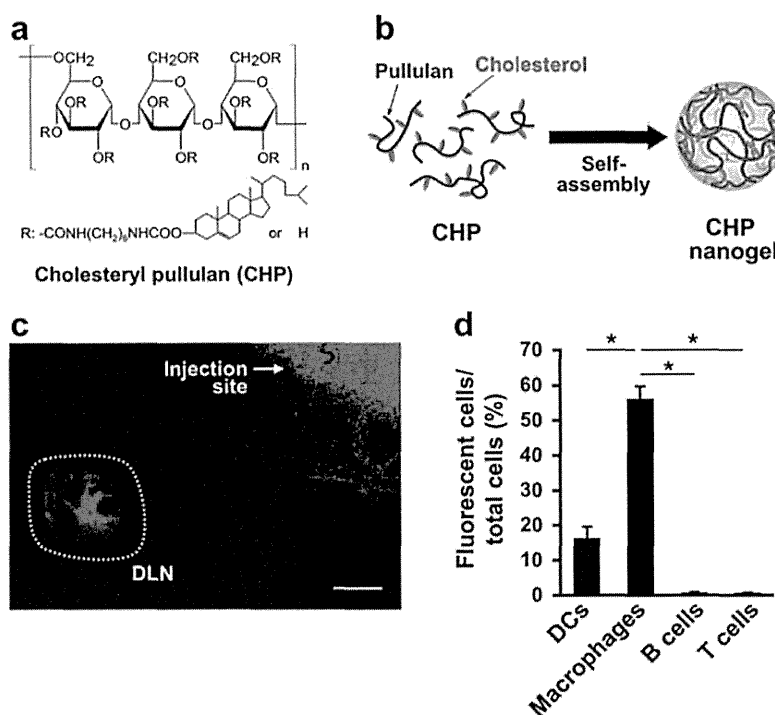 a
OCH2
CH2OR
CH2OR
O
O
O
OR
OR
OR
RO
O
O
OR
OR
OR
n
R: -CONH(CH2)6NHCOO
or H
Cholesteryl pullulan (CHP)
b
Pullulan
Cholesterol
Self-
assembly
CHP
CHP
nanogel
c
Injection
site
DLN
d
Fluorescent cells/
total cells (%)
70
60
50
40
30
20
10
0
*
*
*
DCs
Macrophages
B cells
T cells